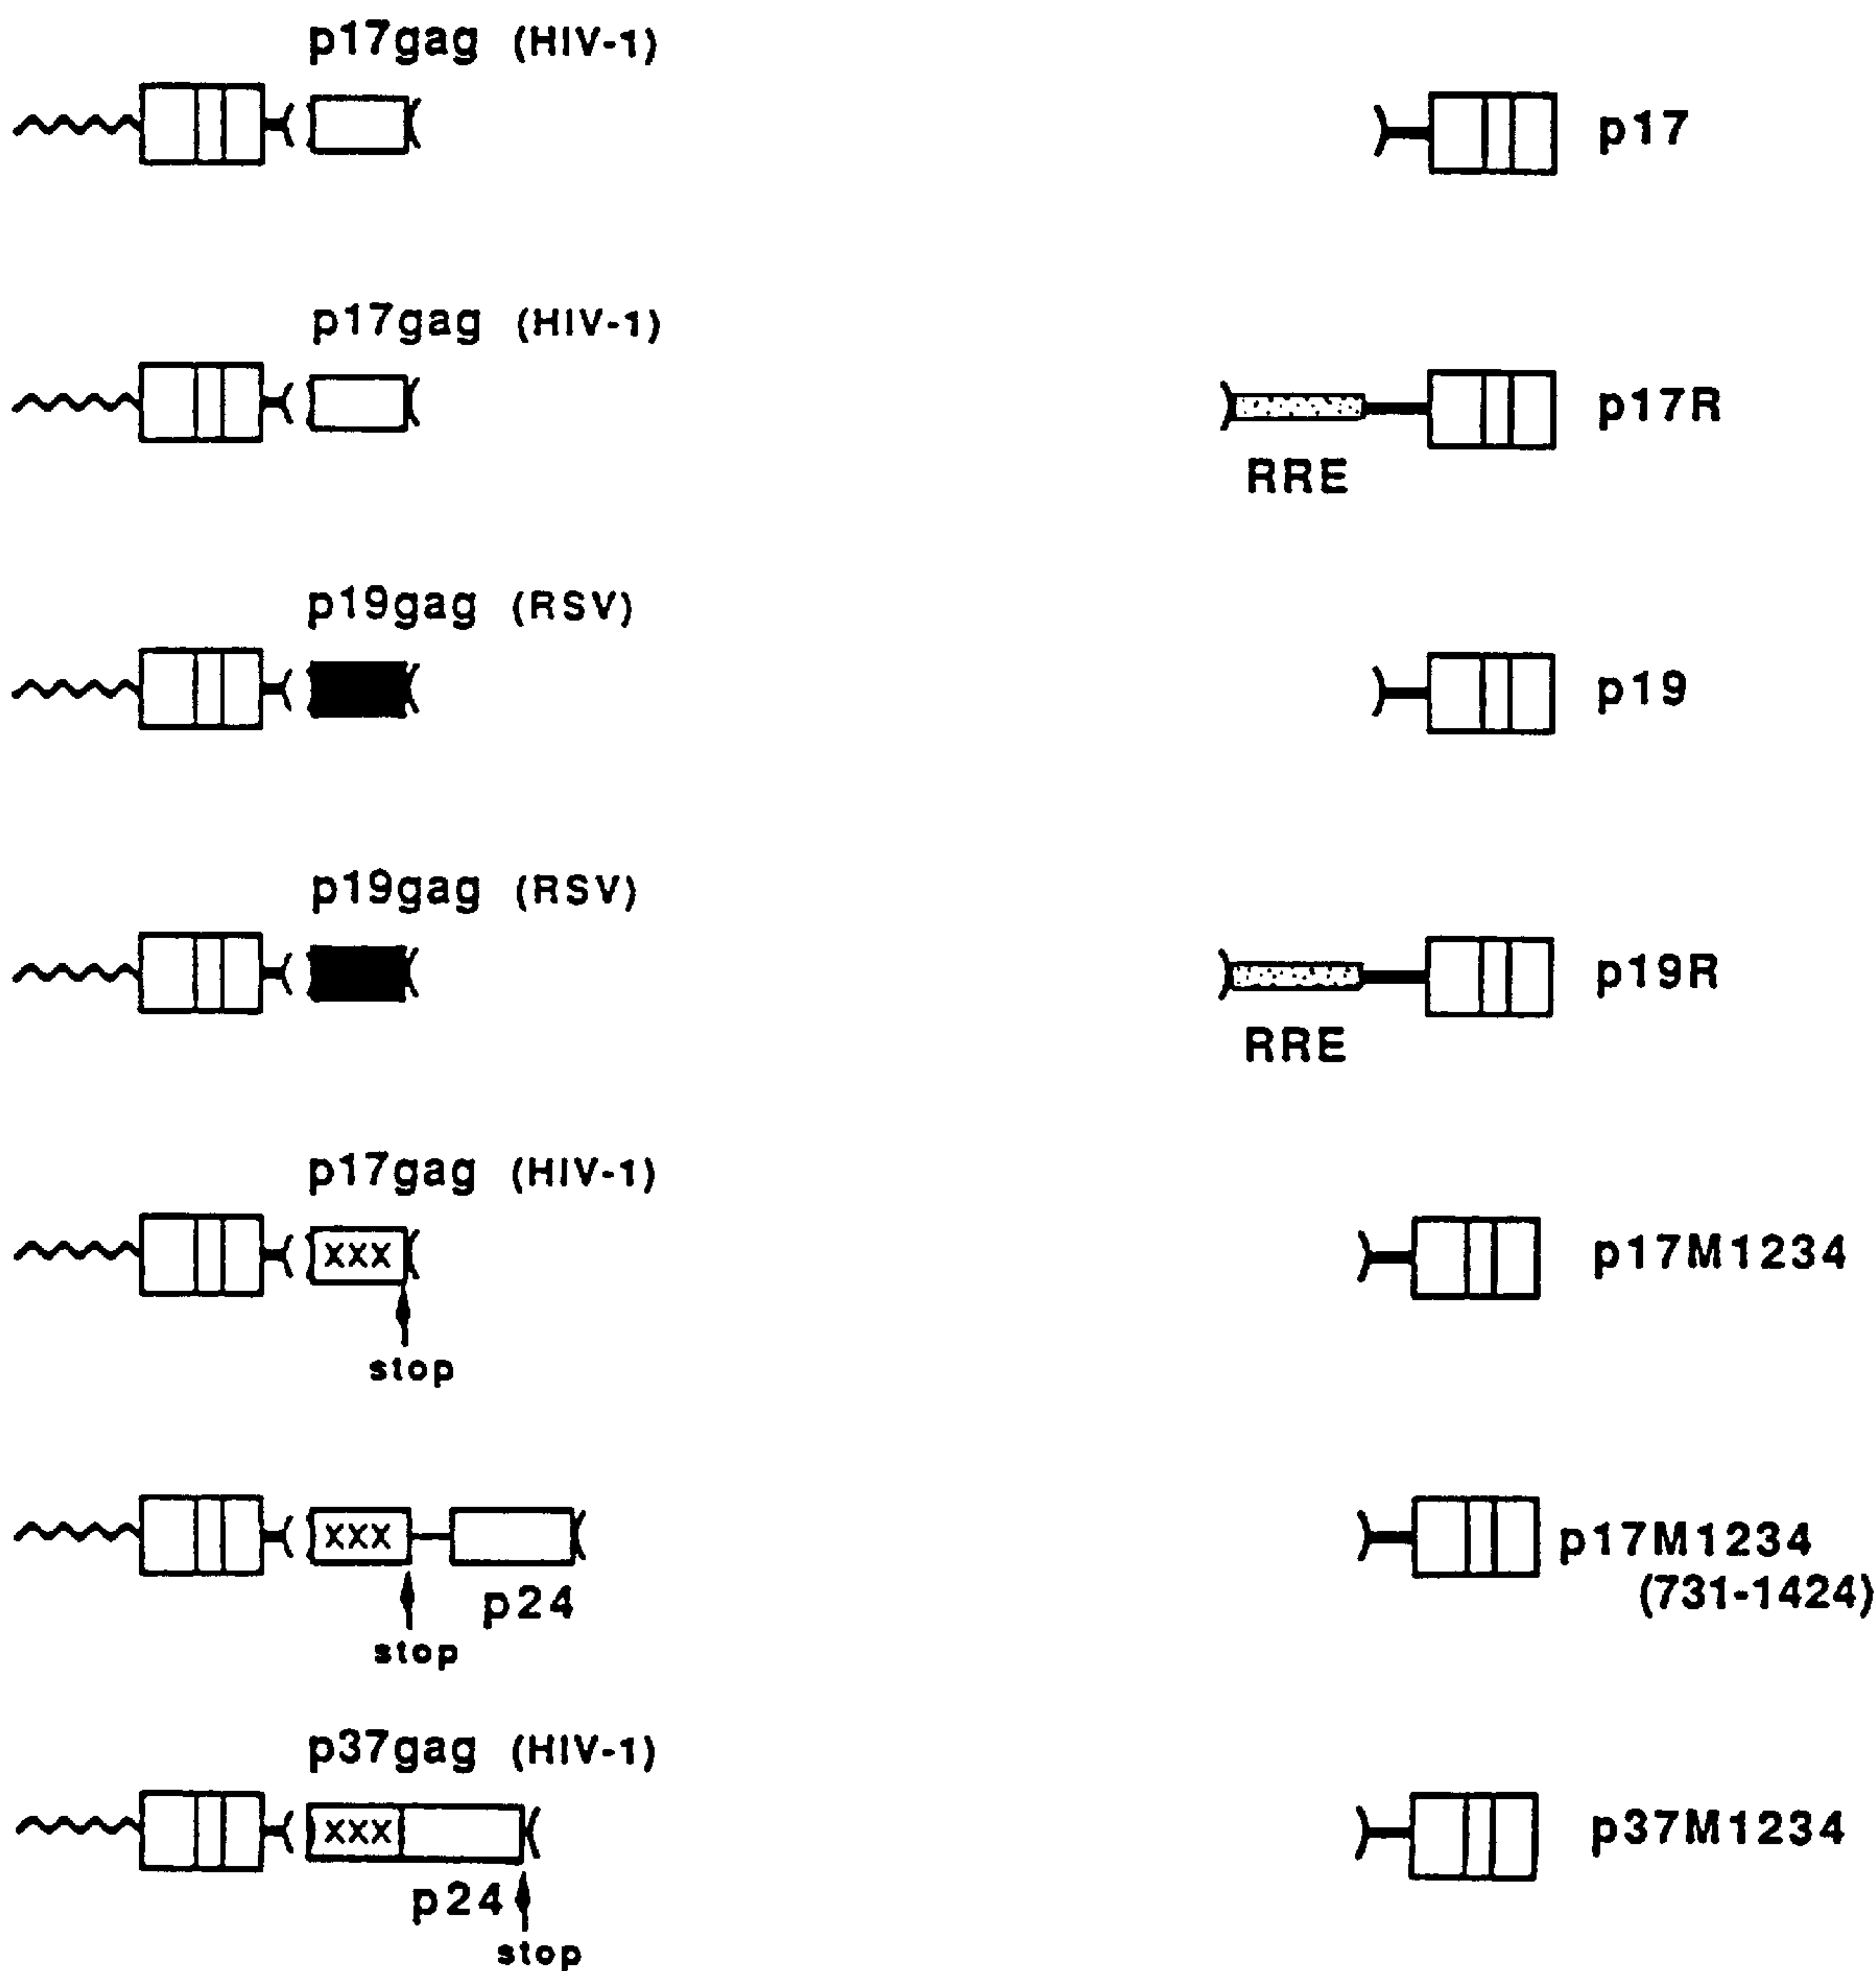 p17gag (HIV-1)
p17
p17gag (HIV-1)
p17R
RRE
p19gag (RSV)
p19
p19gag (RSV)
p19R
RRE
p17gag (HIV-1)
XXX
p17M1234
stop
XXX
p17M1234
p24
(731-1424)
stop
p37gag (HIV-1)
XXX
p37M1234
p24
stop